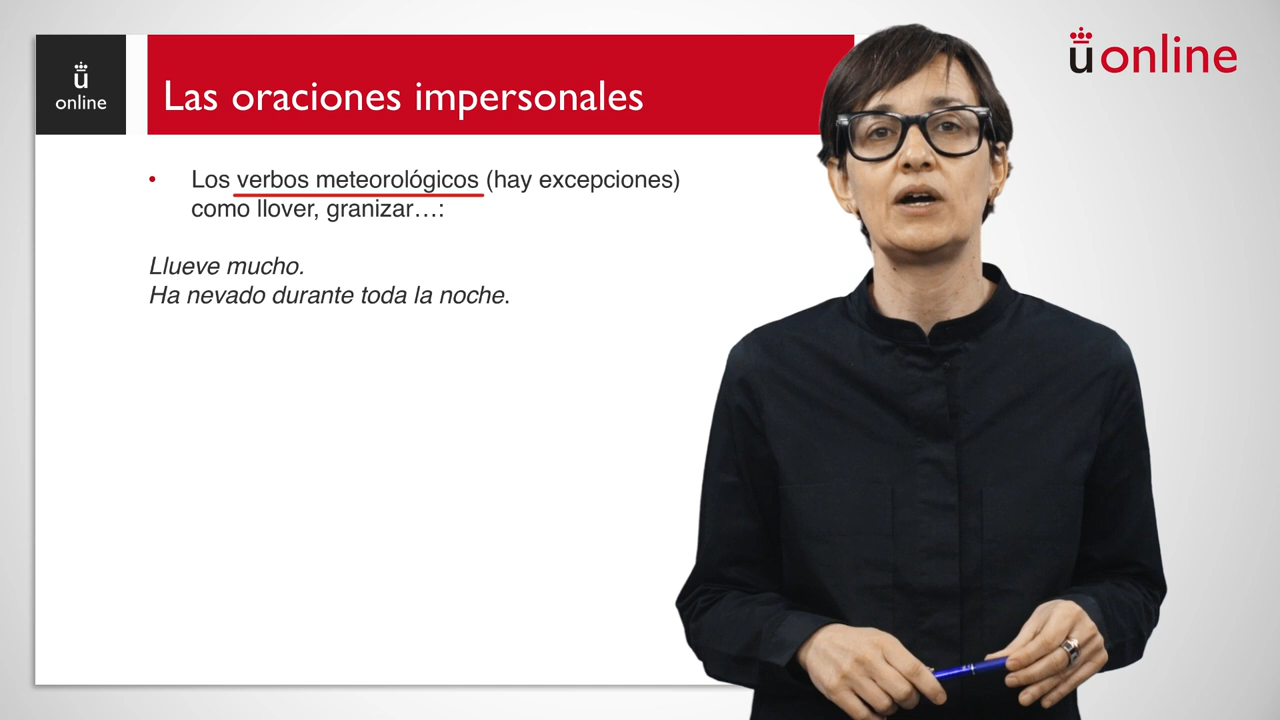 ü
online
Las oraciones impersonales
üonline
• Los verbos meteorológicos (hay excepciones)
como llover, granizar…:
Llueve mucho.
Ha nevado durante toda la noche.